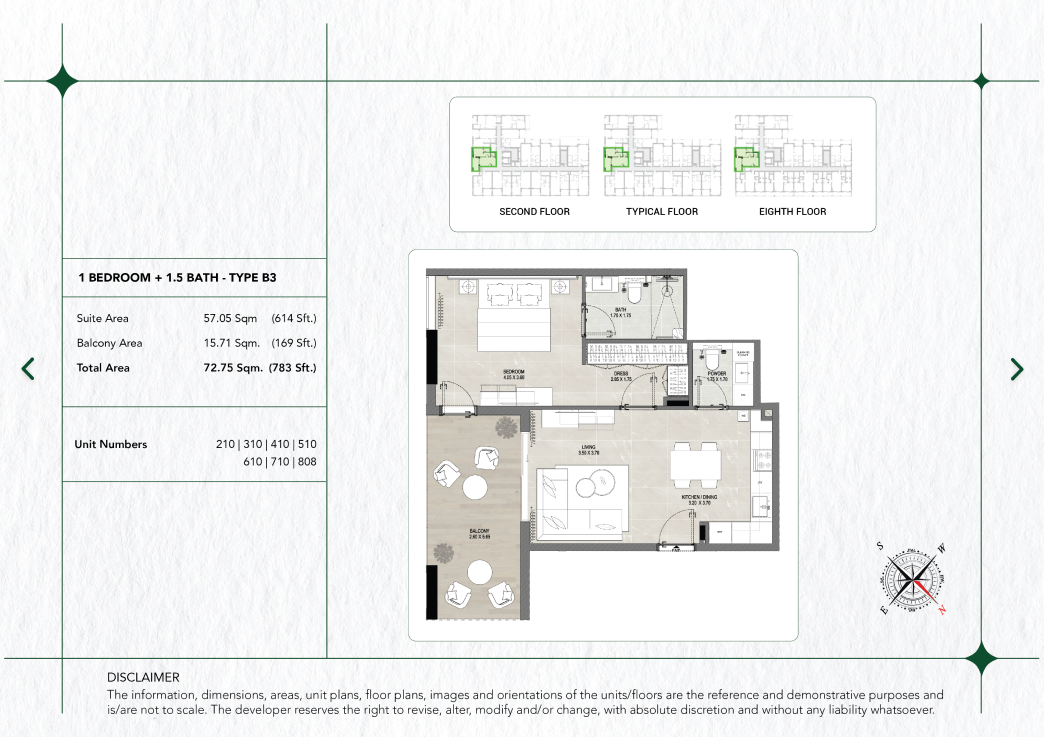 SECOND FLOOR
TYPICAL FLOOR
EIGHTH FLOOR
1 BEDROOM + 1.5 BATH - TYPE B3
Suite Area 57.05 Sqm (614 Sft.)
Balcony Area 15.71 Sqm. (169 Sft.)
Total Area 72.75 Sqm. (783 Sft.)
Unit Numbers 210 | 310 | 410 | 510
610 | 710 | 808
BATH
1.75 X 1.75
BEDROOM
4.05 X 3.60
DRESS
2.65 X 1.75
POWDER
1.75 X 1.70
LIVING
3.50 X 3.70
KITCHEN / DINING
3.20 X 3.70
BALCONY
2.60 X 5.65
S
W
E
N
DISCLAIMER
The information, dimensions, areas, unit plans, floor plans, images and orientations of the units/floors are the reference and demonstrative purposes and
is/are not to scale. The developer reserves the right to revise, alter, modify and/or change, with absolute discretion and without any liability whatsoever.